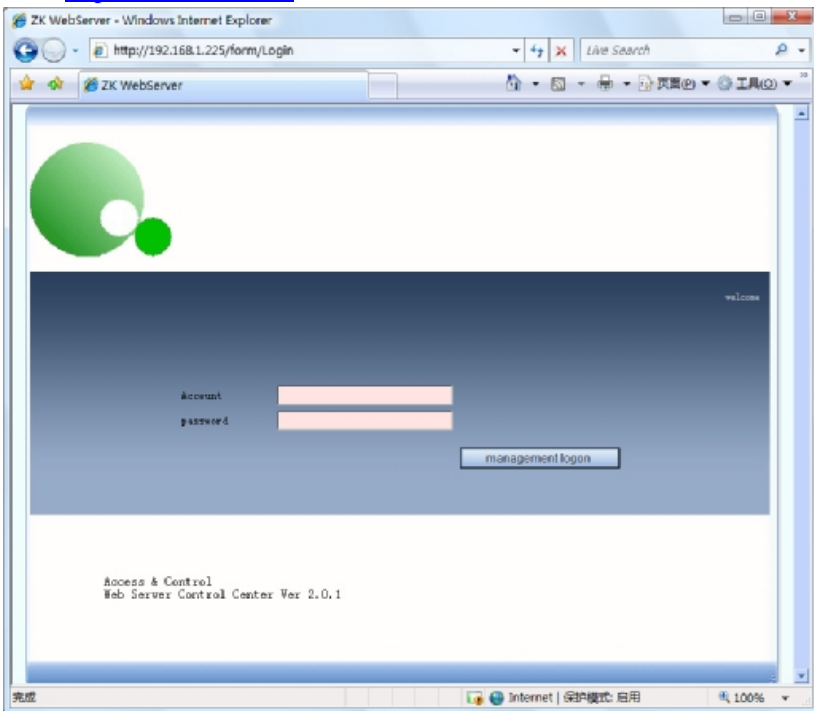 ZK WebServer - Windows Internet Explorer
http://192.168.1.225/form/Login
Live Search
ZK WebServer
页面(P)
工具(O)
welcome
Account
password
management logon
Access & Control
Web Server Control Center Ver 2.0.1
完成
Internet | 保护模式: 启用
100%